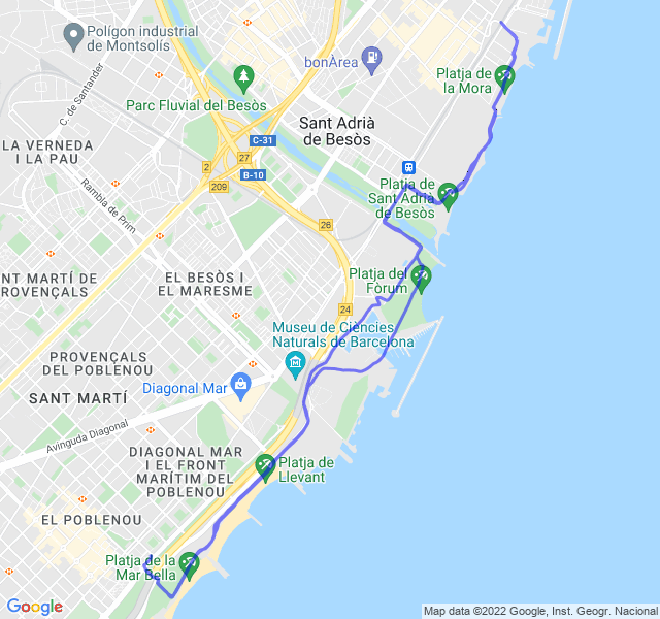 Polígon industrial
de Montsolís
bonÀrea
Platja de
la Mora
C. de Santander
Parc Fluvial del Besòs
Sant Adrià
de Besòs
C-31
LA VERNEDA
I LA PAU
2
27
B-10
209
Rambla de Prim
Platja de
Sant Adrià
de Besòs
26
NT MARTÍ DE
ROVENÇALS
EL BESÒS I
EL MARESME
Platja del
Fòrum
24
Museu de Ciències
Naturals de Barcelona
PROVENÇALS
DEL POBLENOU
Diagonal Mar
SANT MARTÍ
Avinguda Diagonal
DIAGONAL MAR
I EL FRONT
MARÍTIM DEL
POBLENOU
Platja de
Llevant
EL POBLENOU
Platja de la
Mar Bella
Google
Map data ©2022 Google, Inst. Geogr. Nacional